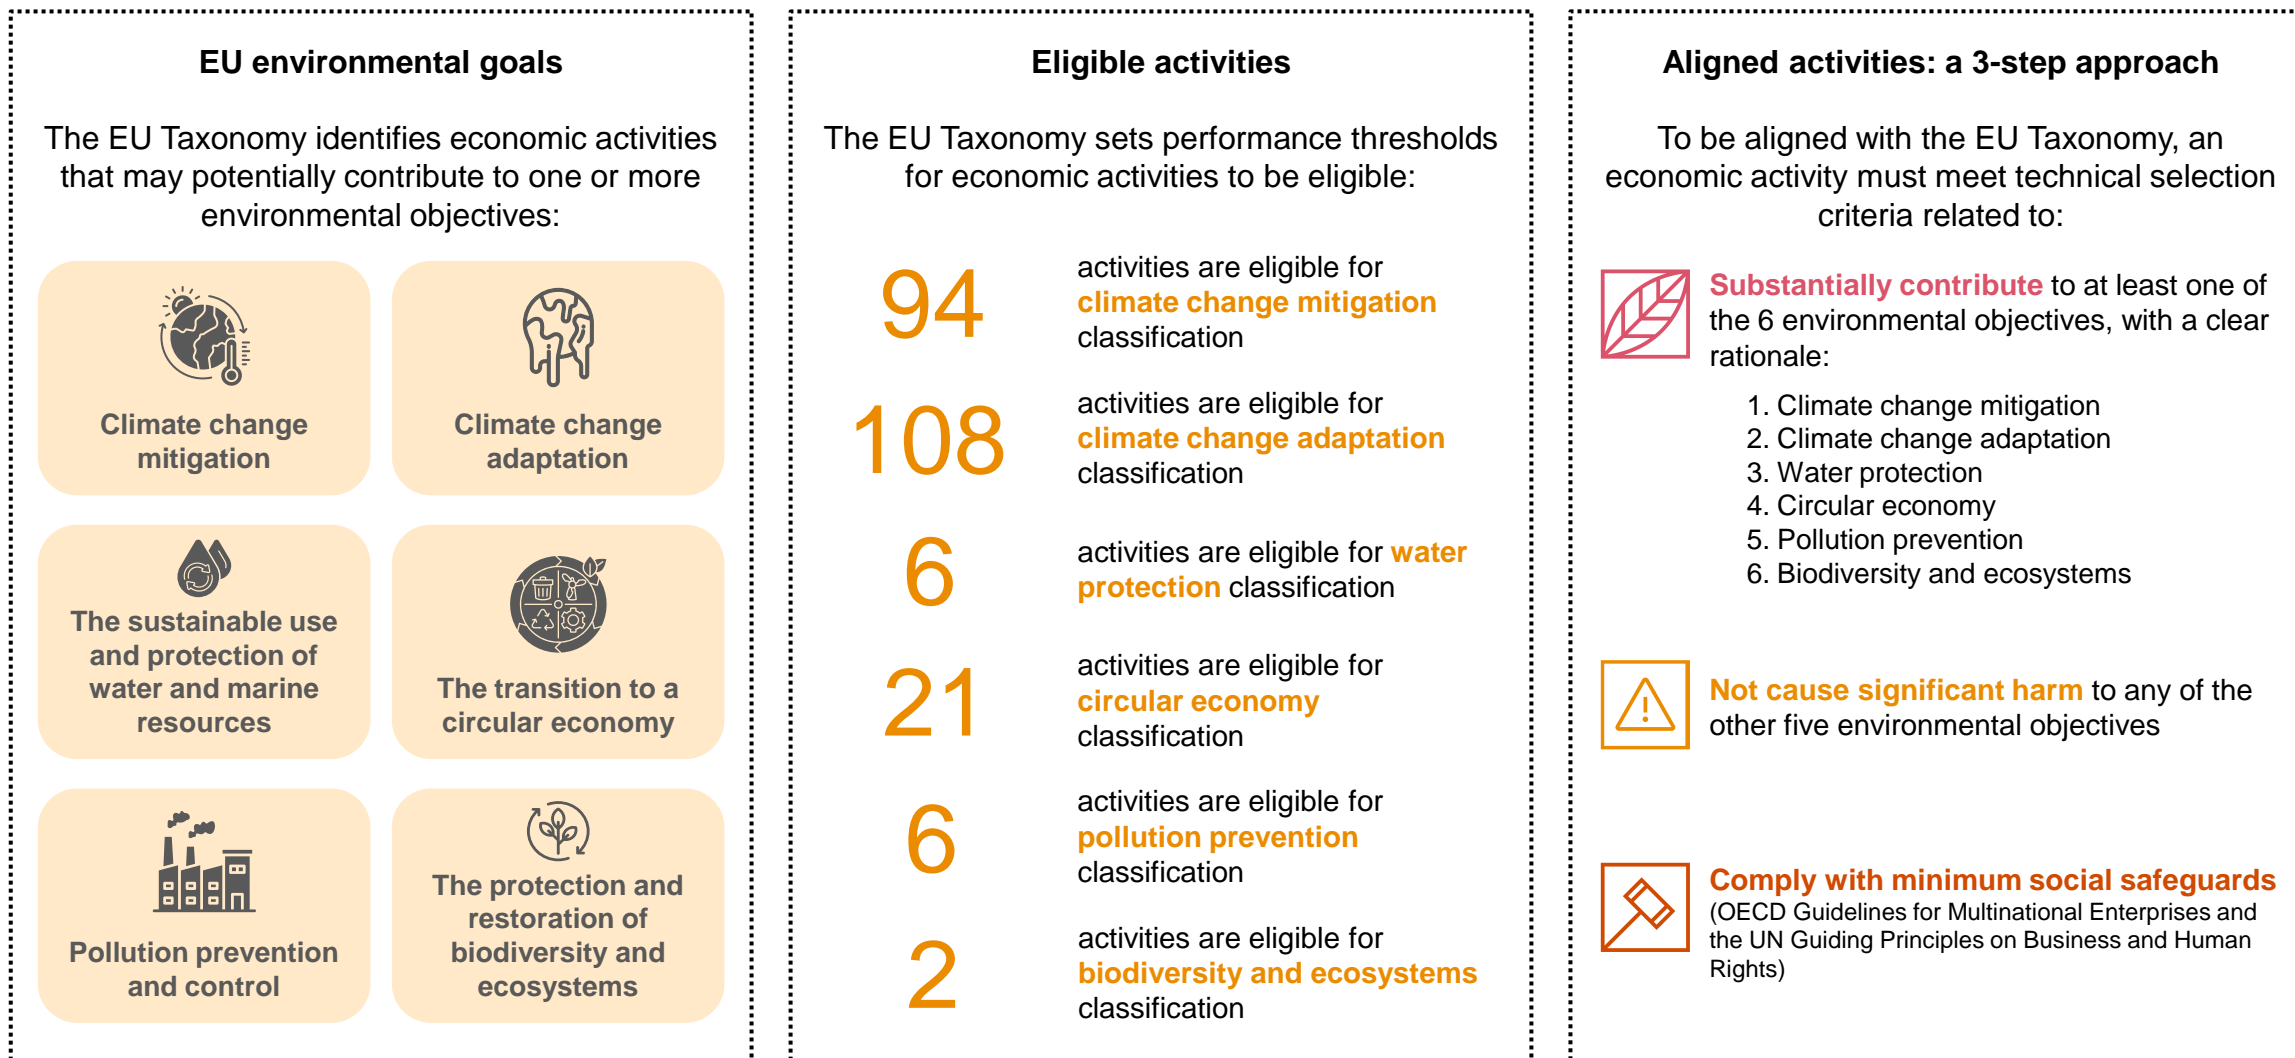 EU environmental goals
The EU Taxonomy identifies economic activities
that may potentially contribute to one or more
environmental objectives:
Climate change
mitigation
Climate change
adaptation
The sustainable use
and protection of
water and marine
resources
The transition to a
circular economy
Pollution prevention
and control
The protection and
restoration of
biodiversity and
ecosystems
Eligible activities
The EU Taxonomy sets performance thresholds
for economic activities to be eligible:
94
activities are eligible for
climate change mitigation
classification
108
activities are eligible for
climate change adaptation
classification
6
activities are eligible for water
protection classification
21
activities are eligible for
circular economy
classification
6
activities are eligible for
pollution prevention
classification
2
activities are eligible for
biodiversity and ecosystems
classification
Aligned activities: a 3-step approach
To be aligned with the EU Taxonomy, an
economic activity must meet technical selection
criteria related to:
Substantially contribute to at least one of
the 6 environmental objectives, with a clear
rationale:
1. Climate change mitigation
2. Climate change adaptation
3. Water protection
4. Circular economy
5. Pollution prevention
6. Biodiversity and ecosystems
Not cause significant harm to any of the
other five environmental objectives
Comply with minimum social safeguards
(OECD Guidelines for Multinational Enterprises and
the UN Guiding Principles on Business and Human
Rights)